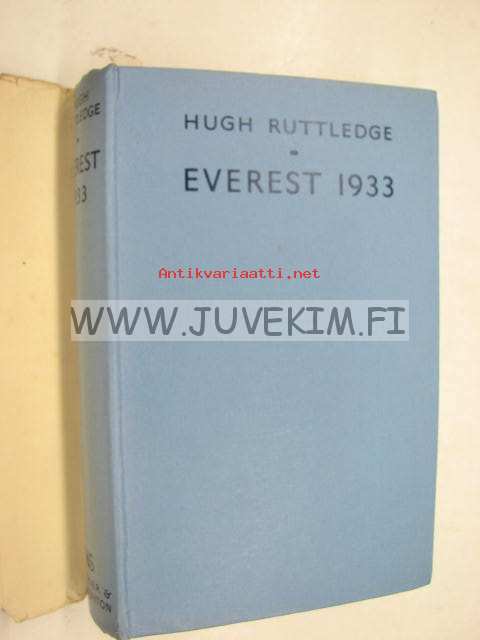 HUGH RUTTLEDGE
-
EVEREST 1933
Antikvariaatti.net
WWW.JUVEKIM.FI